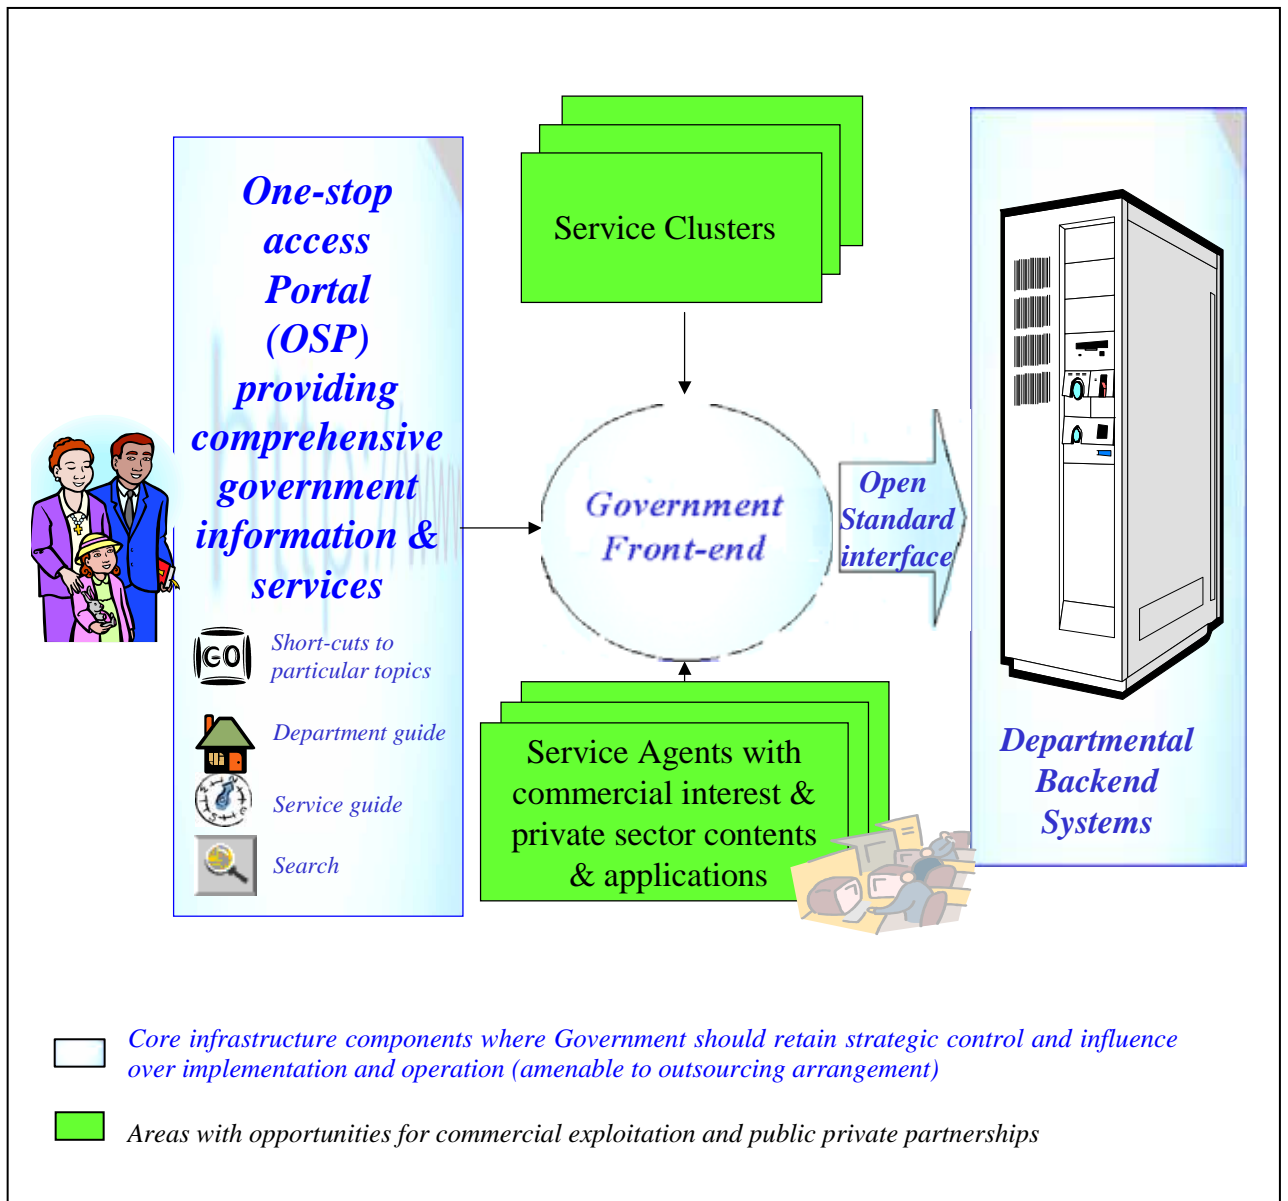 One-stop
access
Portal
(OSP)
providing
comprehensive
government
information &
services
GO
Short-cuts to
particular topics
Department guide
Service guide
Search
Service Clusters
Government
Front-end
Open
Standard
interface
Service Agents with
commercial interest &
private sector contents
& applications
Departmental
Backend
Systems
Core infrastructure components where Government should retain strategic control and influence
over implementation and operation (amenable to outsourcing arrangement)
Areas with opportunities for commercial exploitation and public private partnerships